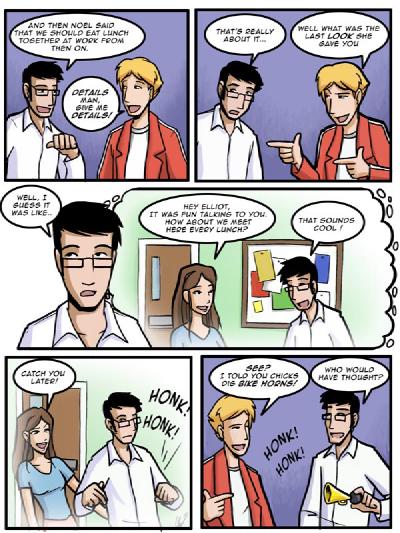 AND THEN NOEL SAID
THAT WE SHOULD EAT LUNCH
TOGETHER AT WORK FROM
THEN ON.
DETAILS
MAN,
GIVE ME
DETAILS!
THAT'S REALLY
ABOUT IT...
WELL WHAT WAS THE
LAST LOOK SHE
GAVE YOU
WELL, I
GUESS IT
WAS LIKE..
HEY ELLIOT,
IT WAS FUN TALKING TO YOU.
HOW ABOUT WE MEET
HERE EVERY LUNCH?
THAT SOUNDS
COOL!
CATCH YOU
LATER!
HONK!
HONK!
SEE?
I TOLD YOU CHICKS
DIG BIKE HORNS!
WHO WOULD
HAVE THOUGHT?
HONK!
HONK!